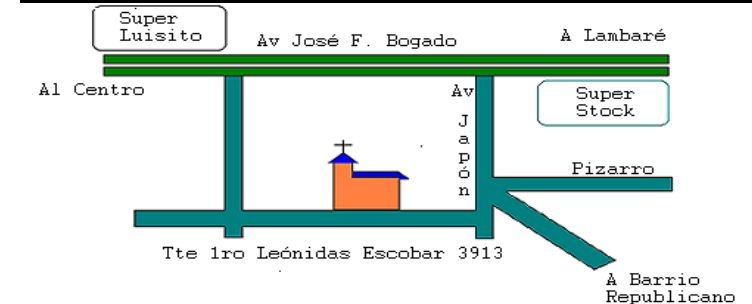 Super
Luisito
Av José F. Bogado
A Lambaré
Al Centro
Av
Japón
Super
Stock
Pizarro
Tte 1ro Leónidas Escobar 3913
A Barrio
Republicano